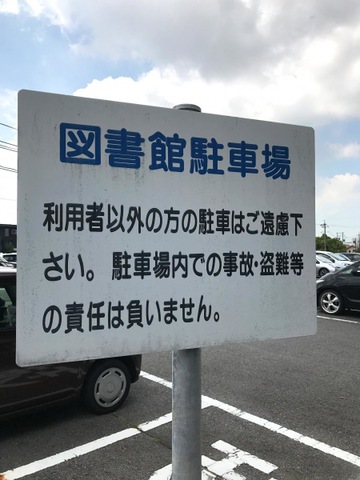 図書館駐車場
利用者以外の方の駐車はご遠慮下
さい。駐車場内での事故・盗難等
の責任は負いません。